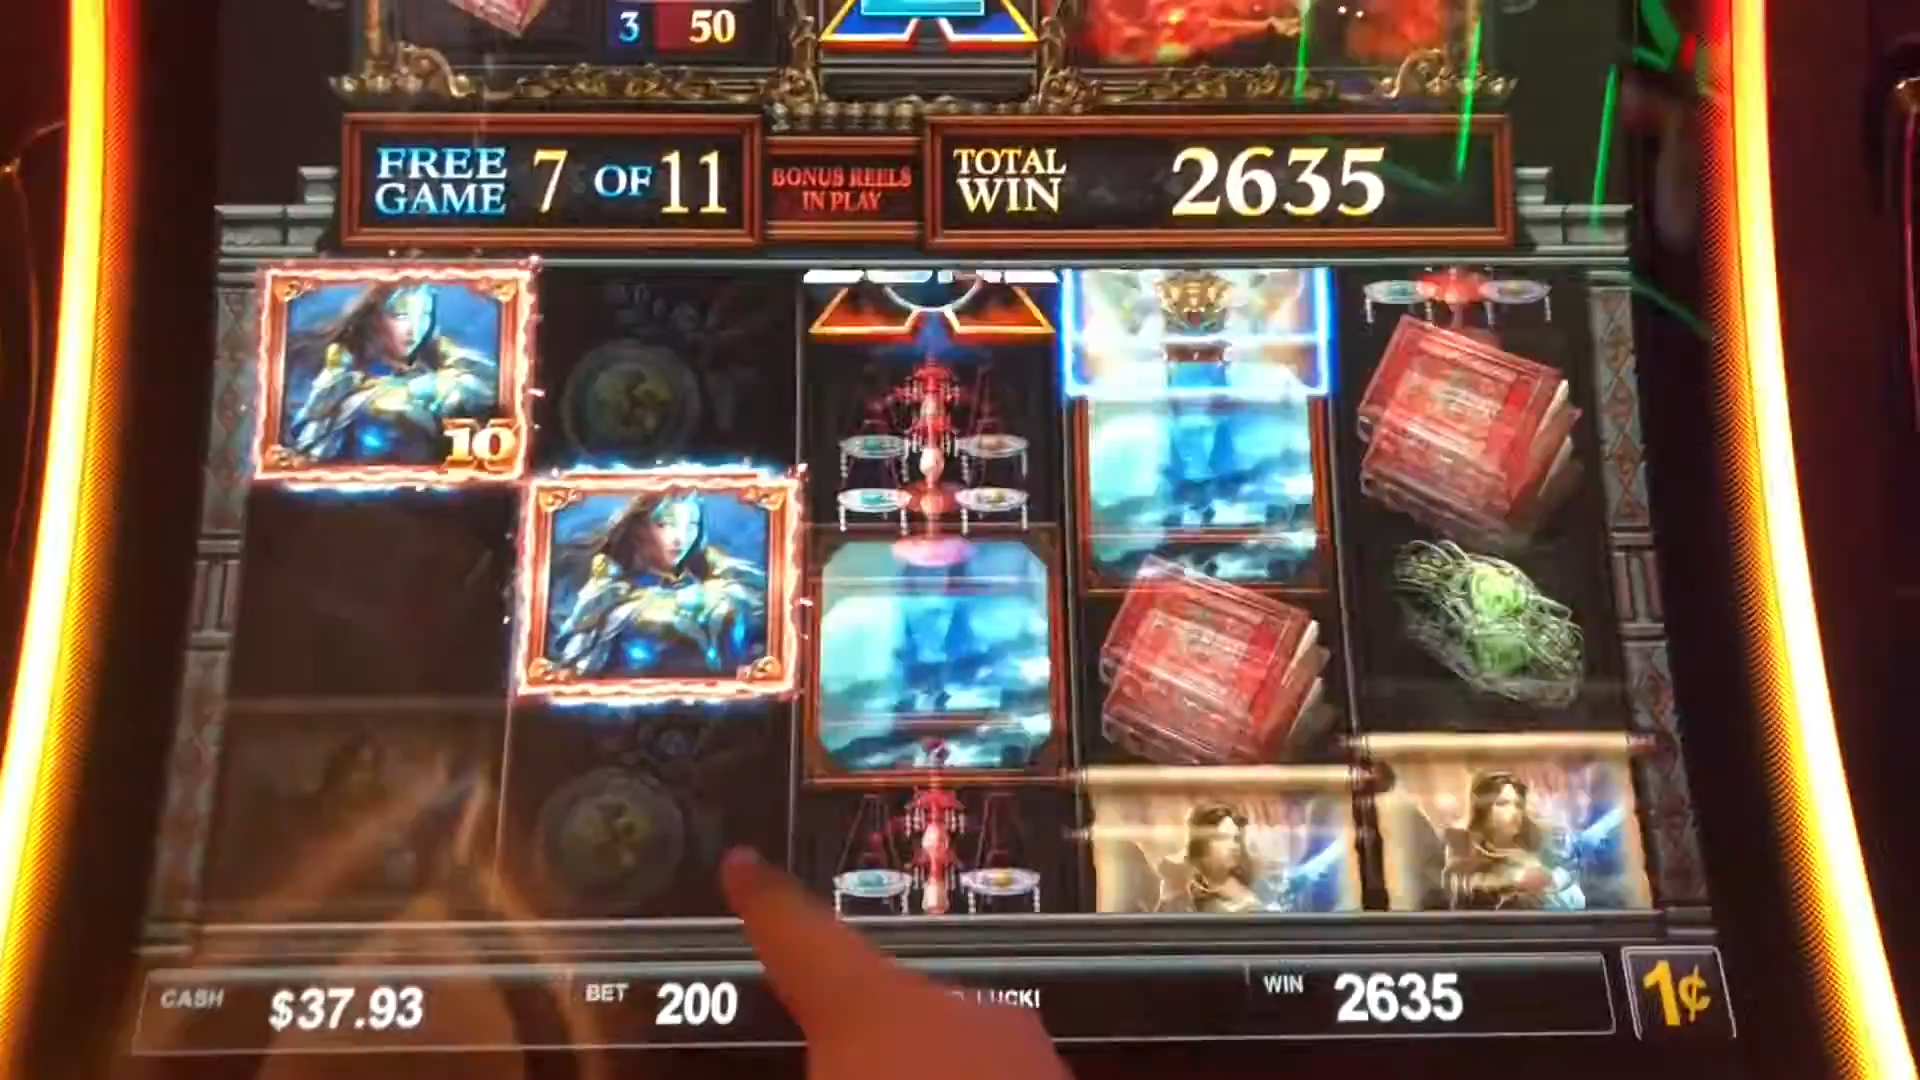 3 50
FREE GAME 7 OF 11
BONUS REELS IN PLAY
TOTAL WIN 2635
10
CASH $37.93
BET 200
LUCK!
WIN 2635
1¢